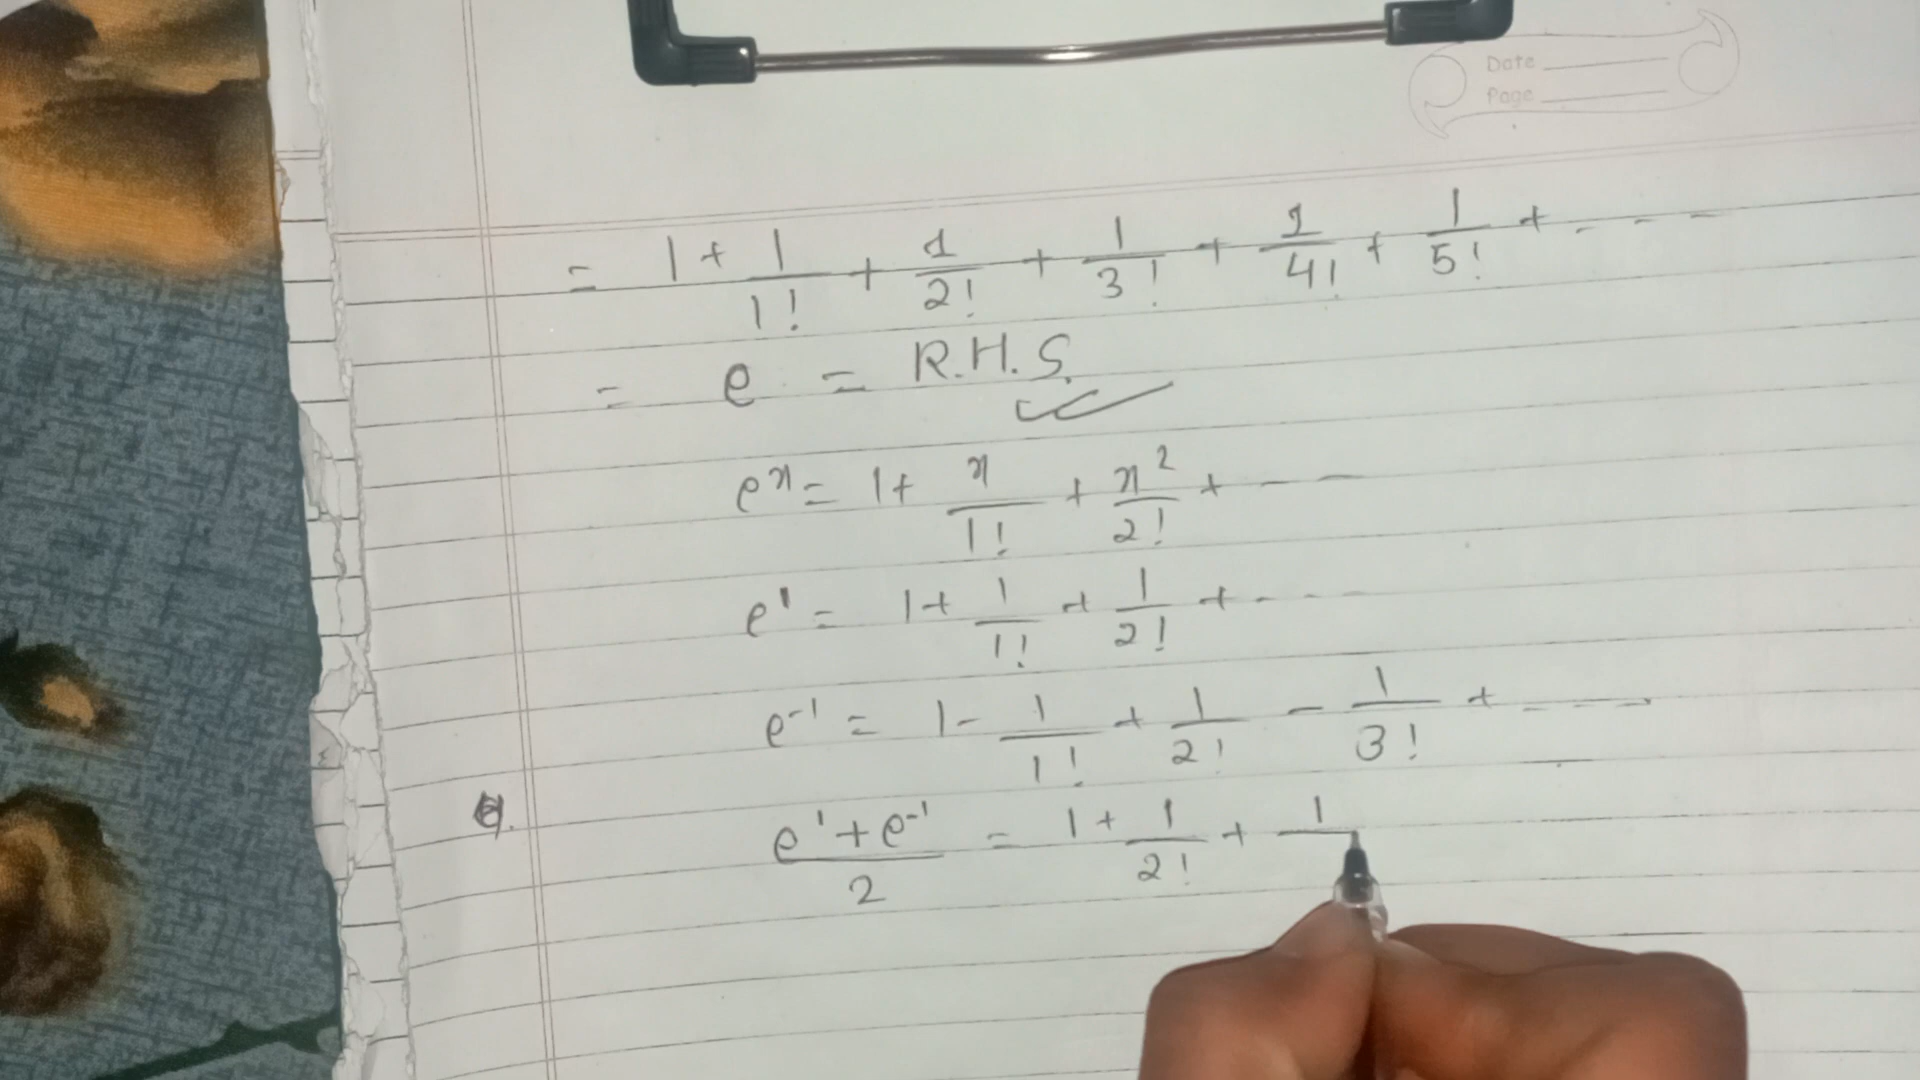 Date
Page
= 1 + 1/1! + 1/2! + 1/3! + 1/4! + 1/5! + - - -
= e = R.H.S.
e^x = 1 + x/1! + x^2/2! + - - -
e^1 = 1 + 1/1! + 1/2! + - - - -
e^-1 = 1 - 1/1! + 1/2! - 1/3! + - - - -
(e^1 + e^-1)/2 = 1 + 1/2! + 1/